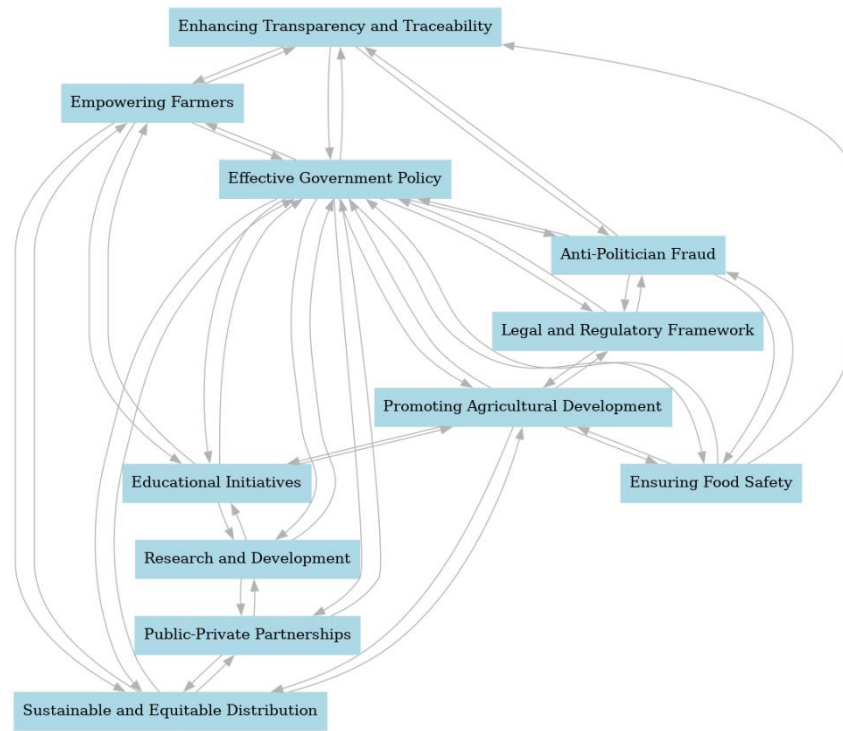 Enhancing Transparency and Traceability
Empowering Farmers
Effective Government Policy
Anti-Politician Fraud
Legal and Regulatory Framework
Promoting Agricultural Development
Educational Initiatives
Ensuring Food Safety
Research and Development
Public-Private Partnerships
Sustainable and Equitable Distribution